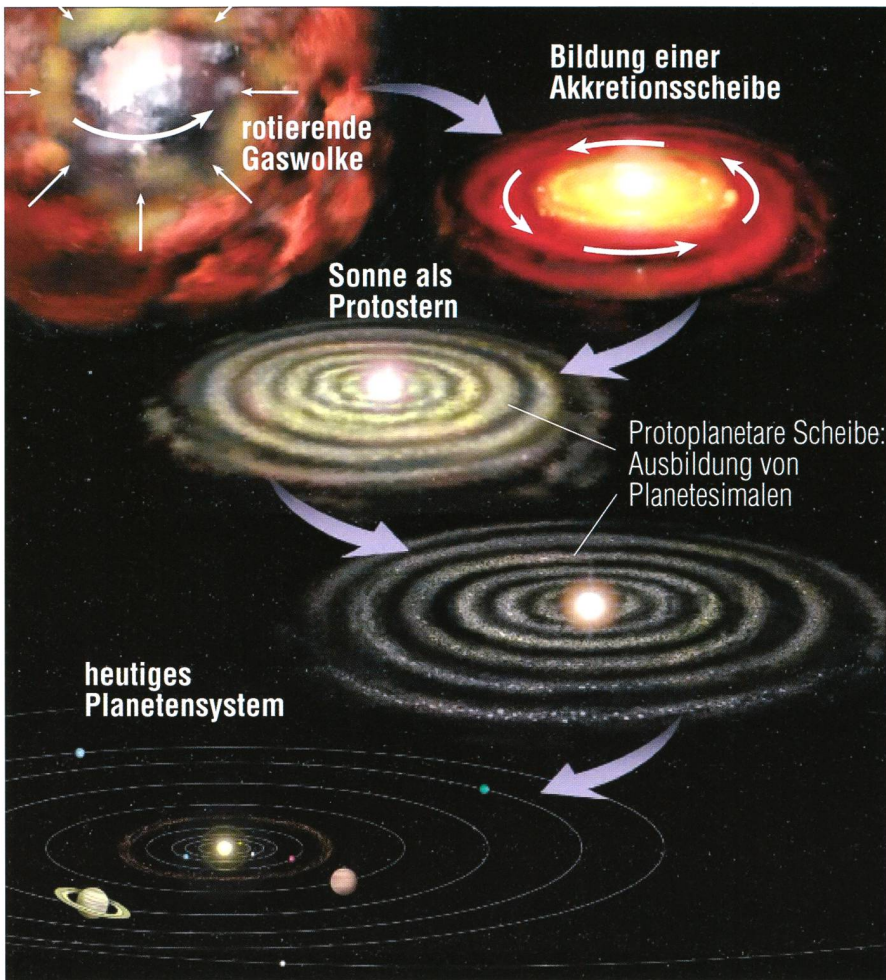 rotierende
Gaswolke
Bildung einer
Akkretionsscheibe
Sonne als
Protostern
Protoplanetare Scheibe:
Ausbildung von
Planetesimalen
heutiges
Planetensystem